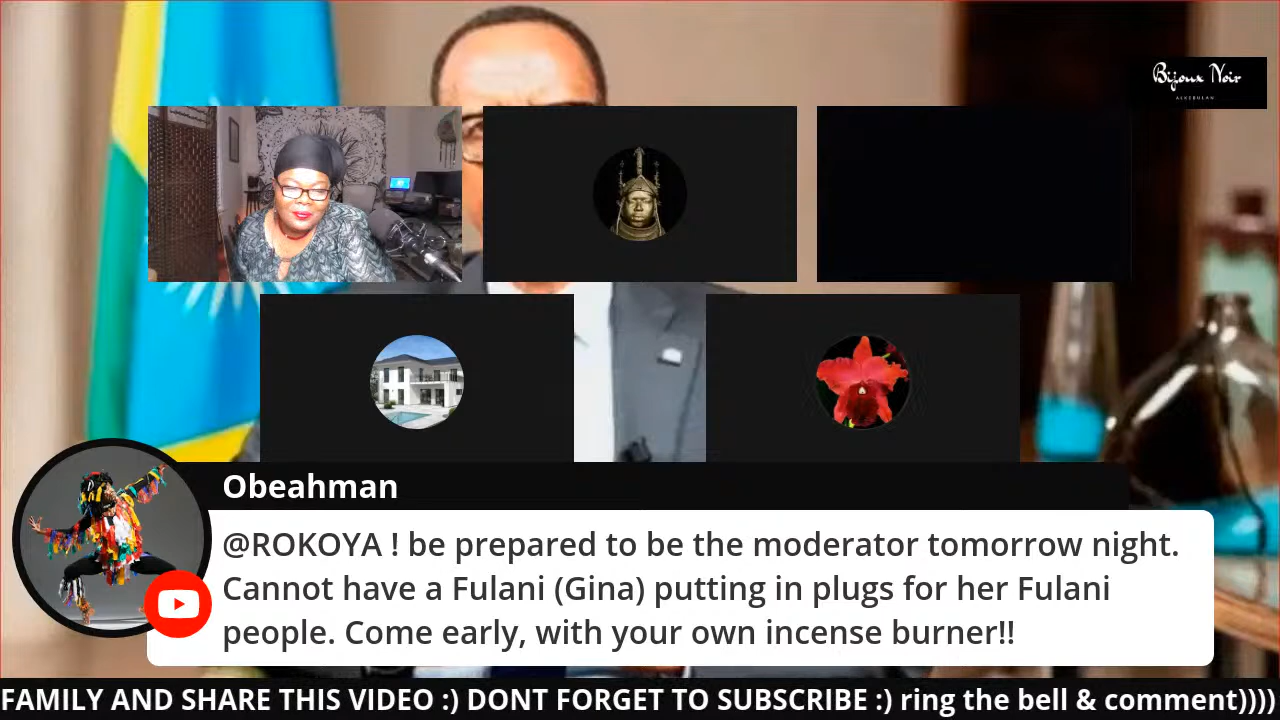 Bijoux Noir
ALKEBULAN
Obeahman
@ROKOYA ! be prepared to be the moderator tomorrow night.
Cannot have a Fulani (Gina) putting in plugs for her Fulani
people. Come early, with your own incense burner!!
FAMILY AND SHARE THIS VIDEO :) DONT FORGET TO SUBSCRIBE :) ring the bell & comment))))